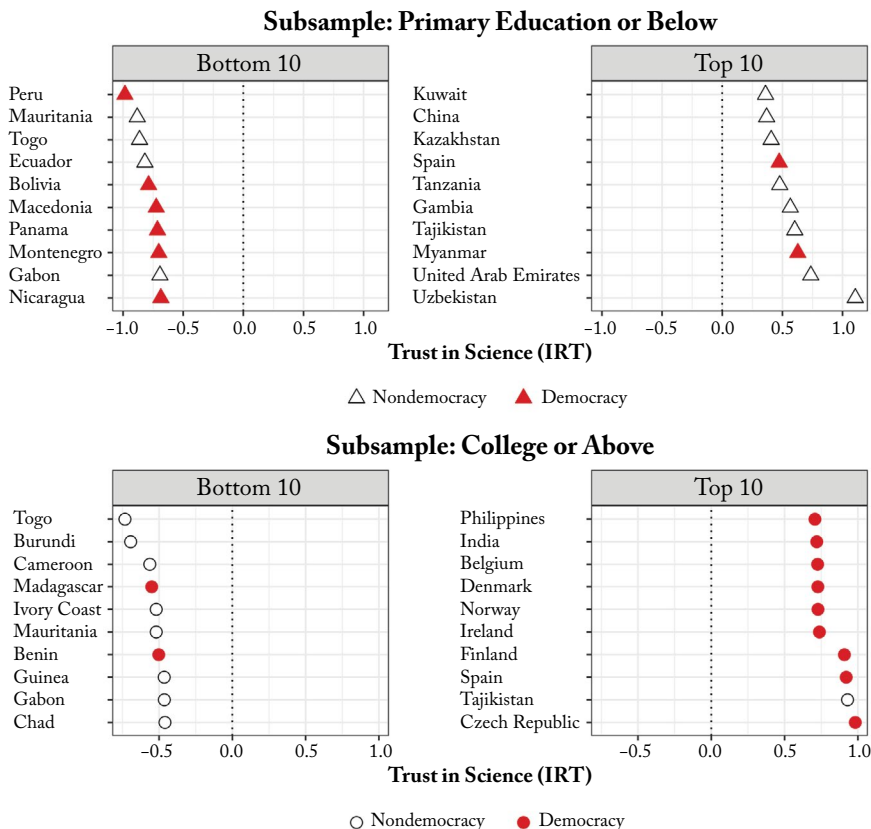 Subsample: Primary Education or Below
Bottom 10
Top 10
Peru
Mauritania
Togo
Ecuador
Bolivia
Macedonia
Panama
Montenegro
Gabon
Nicaragua
Kuwait
China
Kazakhstan
Spain
Tanzania
Gambia
Tajikistan
Myanmar
United Arab Emirates
Uzbekistan
−1.0 −0.5 0.0 0.5 1.0
−1.0 −0.5 0.0 0.5 1.0
Trust in Science (IRT)
Nondemocracy Democracy
Subsample: College or Above
Bottom 10
Top 10
Togo
Burundi
Cameroon
Madagascar
Ivory Coast
Mauritania
Benin
Guinea
Gabon
Chad
Philippines
India
Belgium
Denmark
Norway
Ireland
Finland
Spain
Tajikistan
Czech Republic
−0.5 0.0 0.5 1.0
−0.5 0.0 0.5 1.0
Trust in Science (IRT)
Nondemocracy Democracy